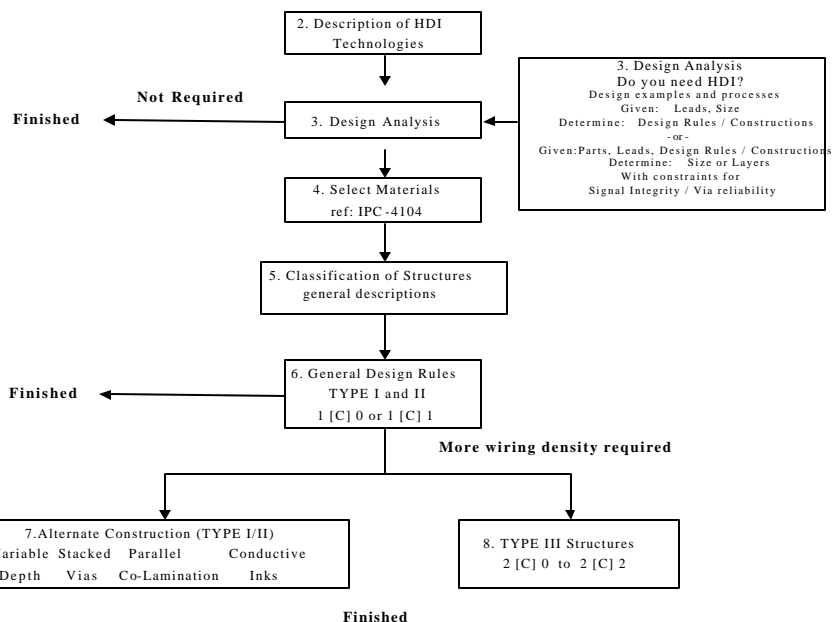 2. Description of HDI
Technologies
3. Design Analysis
Do you need HDI?
Design examples and processes
Given: Leads, Size
Determine: Design Rules / Constructions
-or-
Given:Parts, Leads, Design Rules / Constructions
Determine: Size or Layers
With constraints for
Signal Integrity / Via reliability
Not Required
Finished
3. Design Analysis
4. Select Materials
ref: IPC-4104
5. Classification of Structures
general descriptions
6. General Design Rules
TYPE I and II
1 [C] 0 or 1 [C] 1
Finished
More wiring density required
7.Alternate Construction (TYPE I/II)
ariable Stacked Parallel Conductive
Depth Vias Co-Lamination Inks
8. TYPE III Structures
2 [C] 0 to 2 [C] 2
Finished